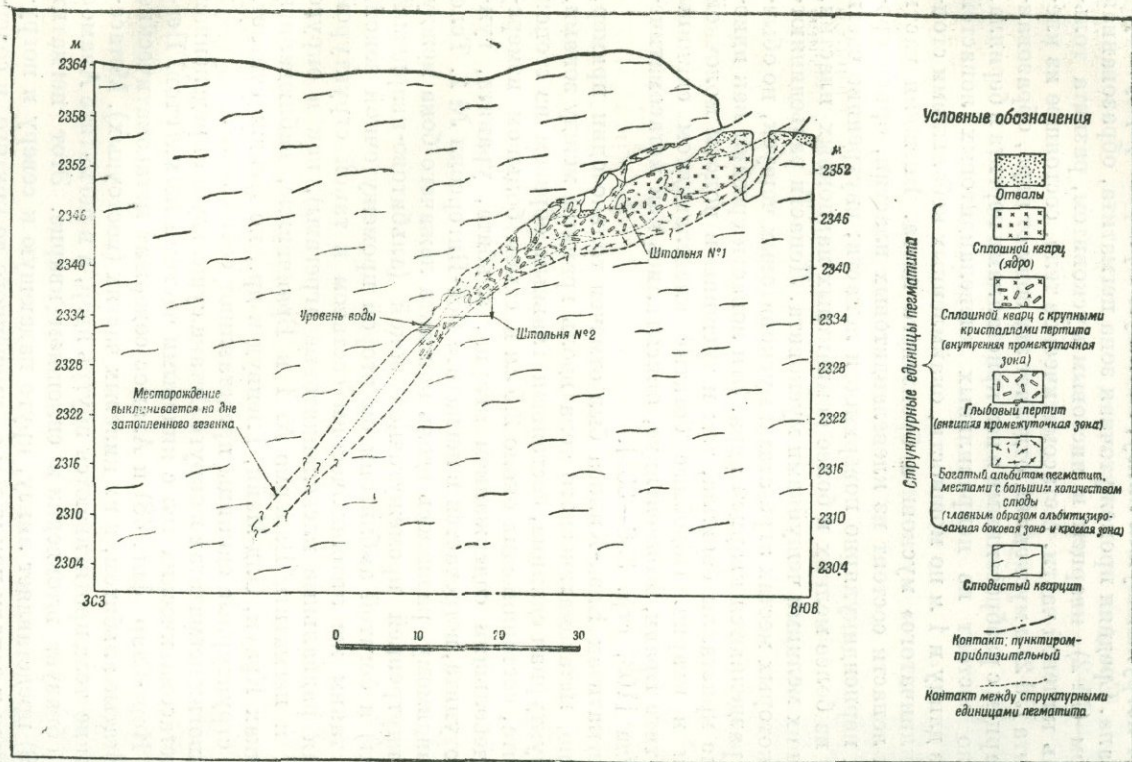 м
2364
2358
2352
2346
2340
2334
2328
2322
2316
2310
2304
м
2352
2346
2340
2334
2328
2322
2316
2310
2304
Штольня №1
Уровень воды
Штольня №2
Месторождение
выклинивается на дне
затопленного гезенка
ЗСЗ
ВЮВ
0 10 20 30
Условные обозначения
Отвалы
Структурные единицы пегматита
Сплошной кварц
(ядро)
Сплошной кварц с крупными
кристаллами пертита
(внутренняя промежуточная
зона)
Глыбовый пертит
(внешняя промежуточная зона)
Богатый альбитом пегматит,
местами с большим количеством
слюды
(главным образом альбитизиро-
ванная боковая зона и краевая зона)
Слюдистый кварцит
Контакт; пунктиром-
приблизительный
Контакт между структурными
единицами пегматита